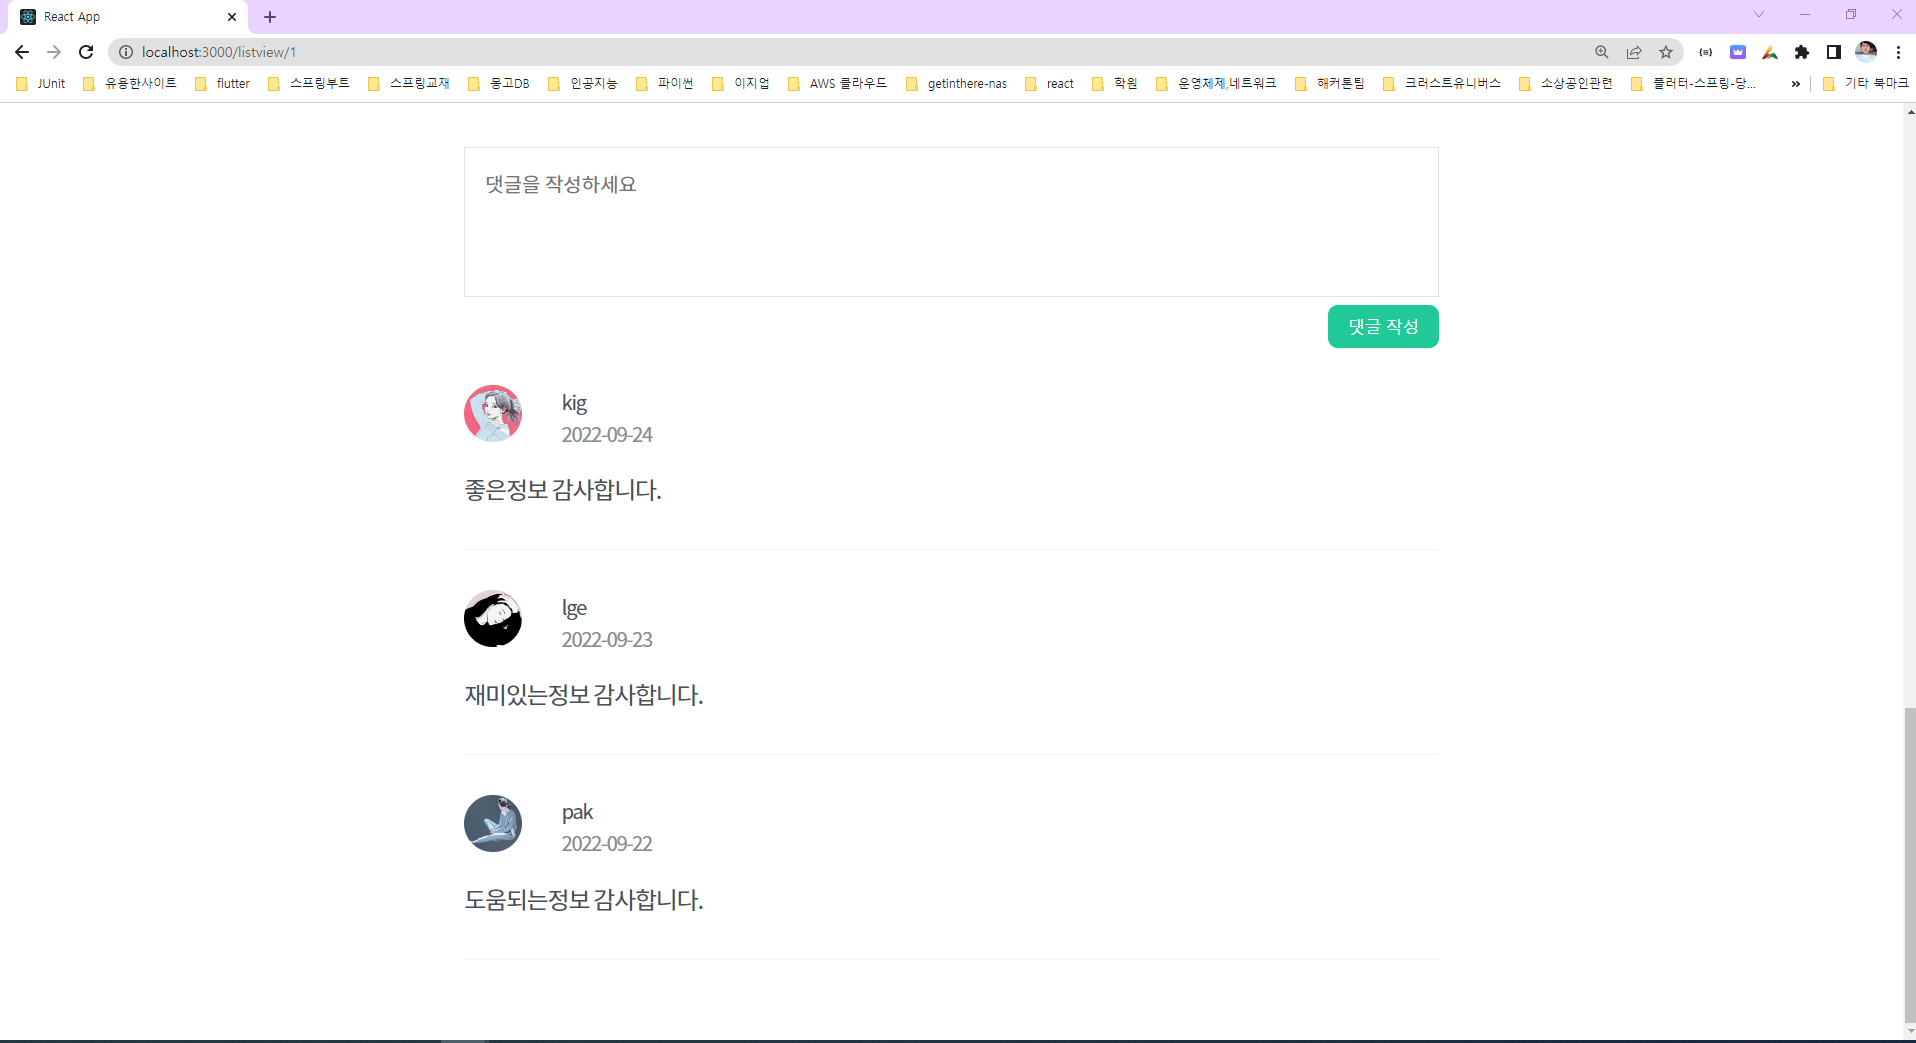 React App
localhost:3000/listview/1
JUnit 유용한사이트 flutter 스프링부트 스프링교재 몽고DB 인공지능 파이썬 이지업 AWS 클라우드 getinthere-nas react 학원 운영체제,네트워크 해커톤팀 크러스트유니버스 소상공인관련 플러터-스프링-당... » 기타 북마크
댓글을 작성하세요
댓글 작성
kig
2022-09-24
좋은정보 감사합니다.
lge
2022-09-23
재미있는정보 감사합니다.
pak
2022-09-22
도움되는정보 감사합니다.